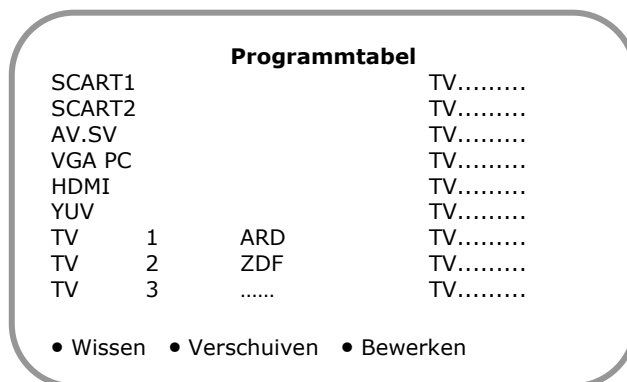 Programmtabel
SCART1 TV.........
SCART2 TV.........
AV.SV TV.........
VGA PC TV.........
HDMI TV.........
YUV TV.........
TV 1 ARD TV.........
TV 2 ZDF TV.........
TV 3 ...... TV.........
• Wissen • Verschuiven • Bewerken